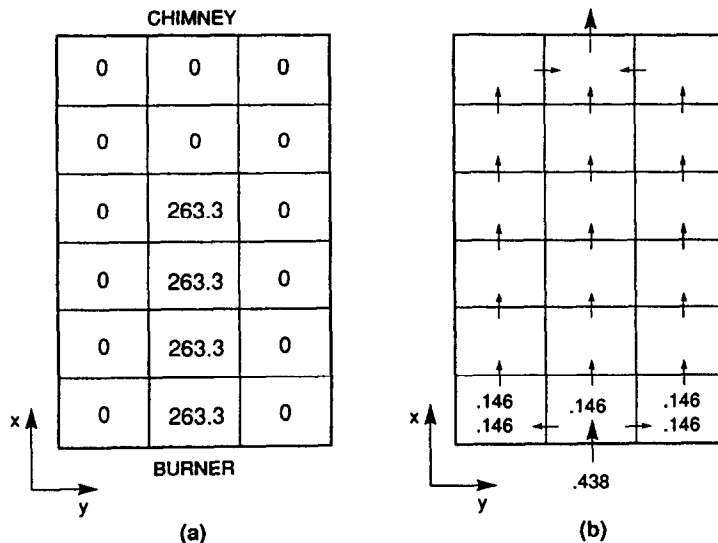 CHIMNEY
0 0 0
0 0 0
0 263.3 0
0 263.3 0
0 263.3 0
0 263.3 0
BURNER
x
y
(a)
.146 .146 .146
.146 .146
.438
x
y
(b)